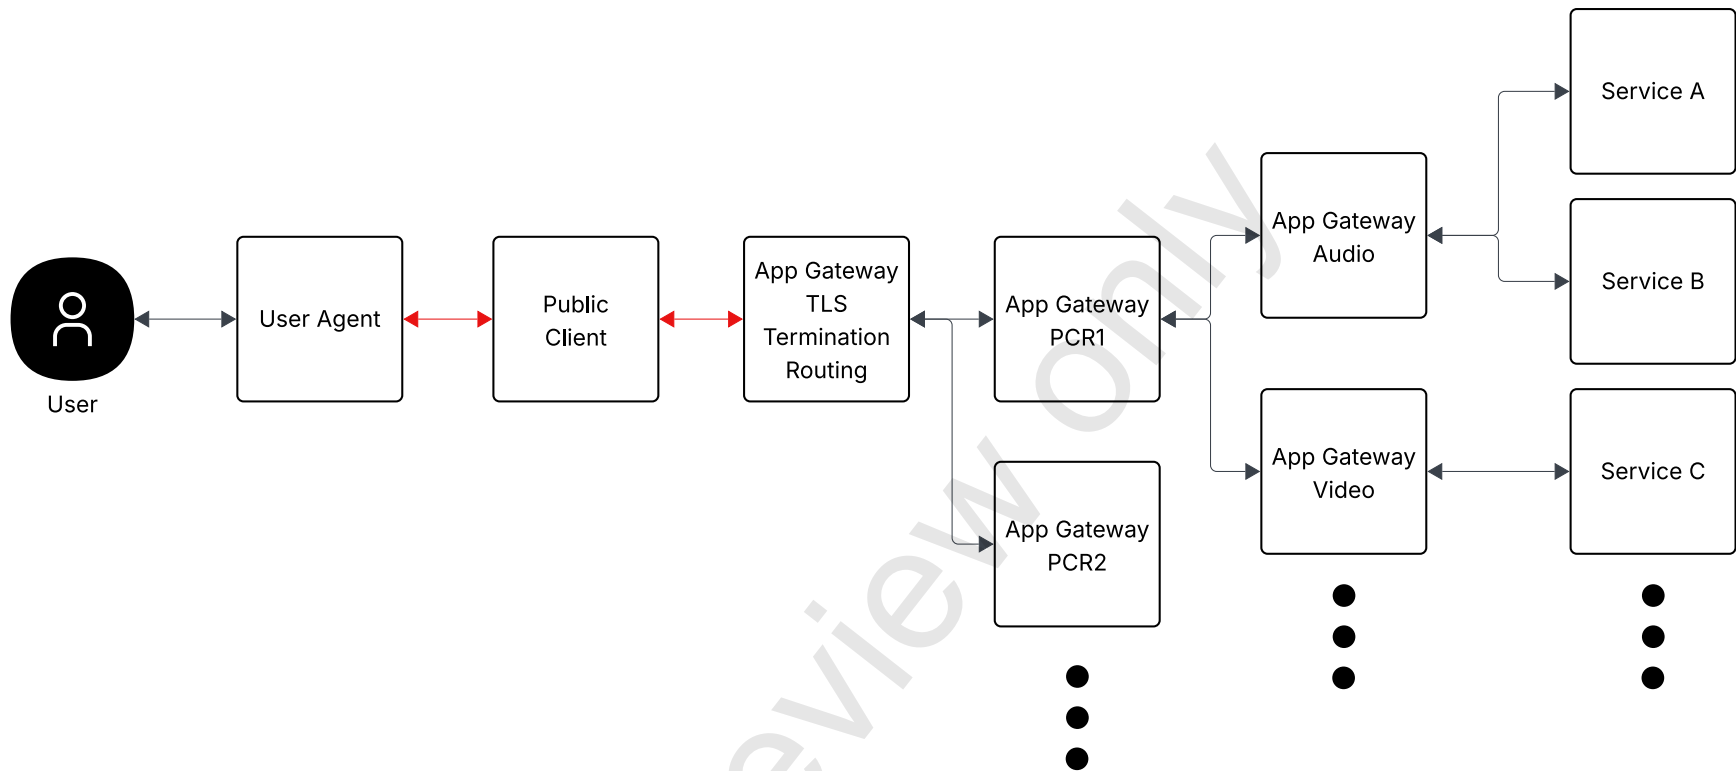 User
User Agent
Public
Client
App Gateway
TLS
Termination
Routing
App Gateway
PCR1
App Gateway
PCR2
App Gateway
Audio
App Gateway
Video
Service A
Service B
Service C
eview only